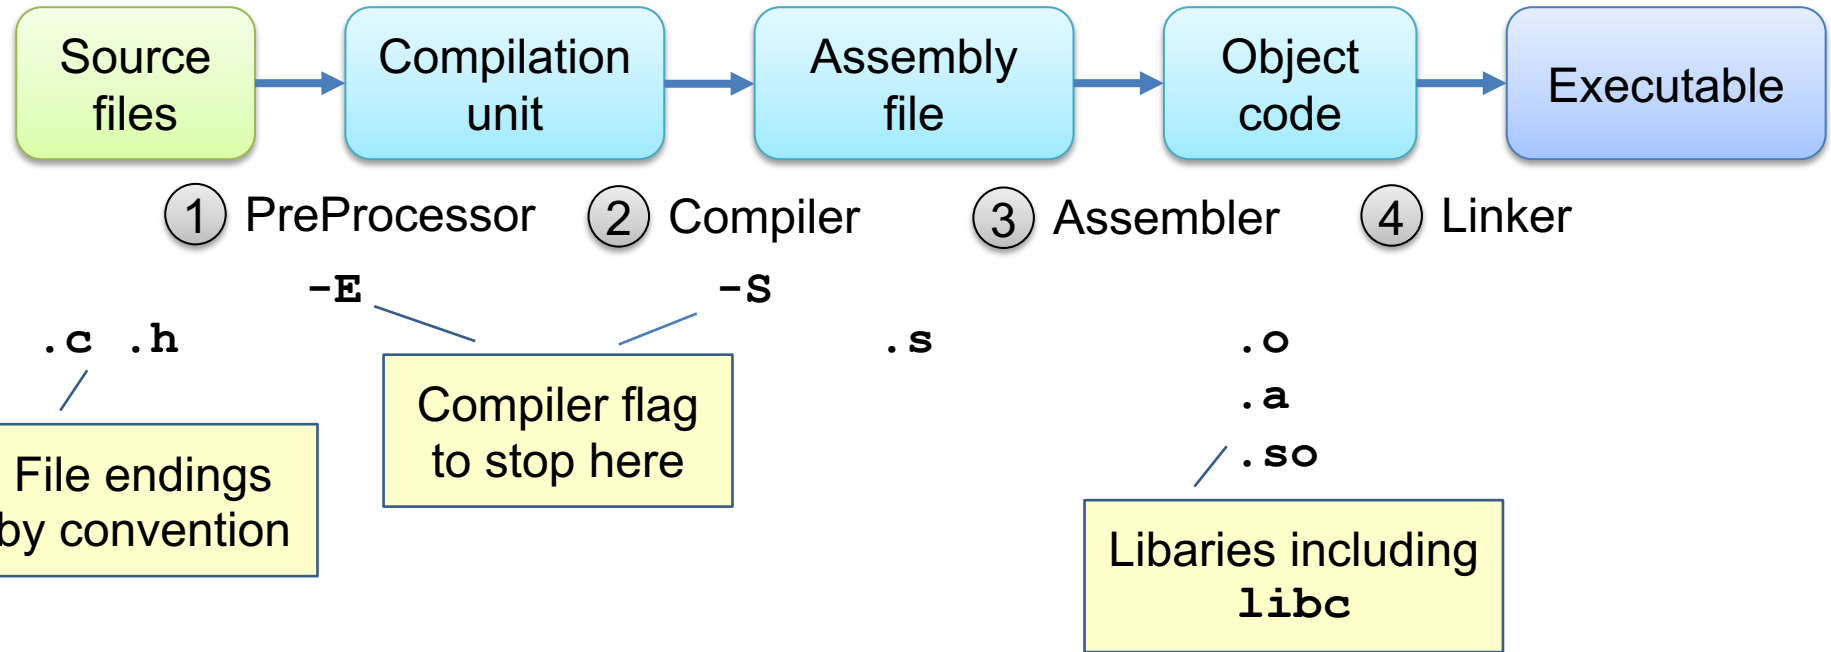 Source
files
Compilation
unit
Assembly
file
Object
code
Executable
1 PreProcessor
2 Compiler
3 Assembler
4 Linker
-E
-S
.c .h
.s
.o
.a
.so
File endings
by convention
Compiler flag
to stop here
Libaries including
libc